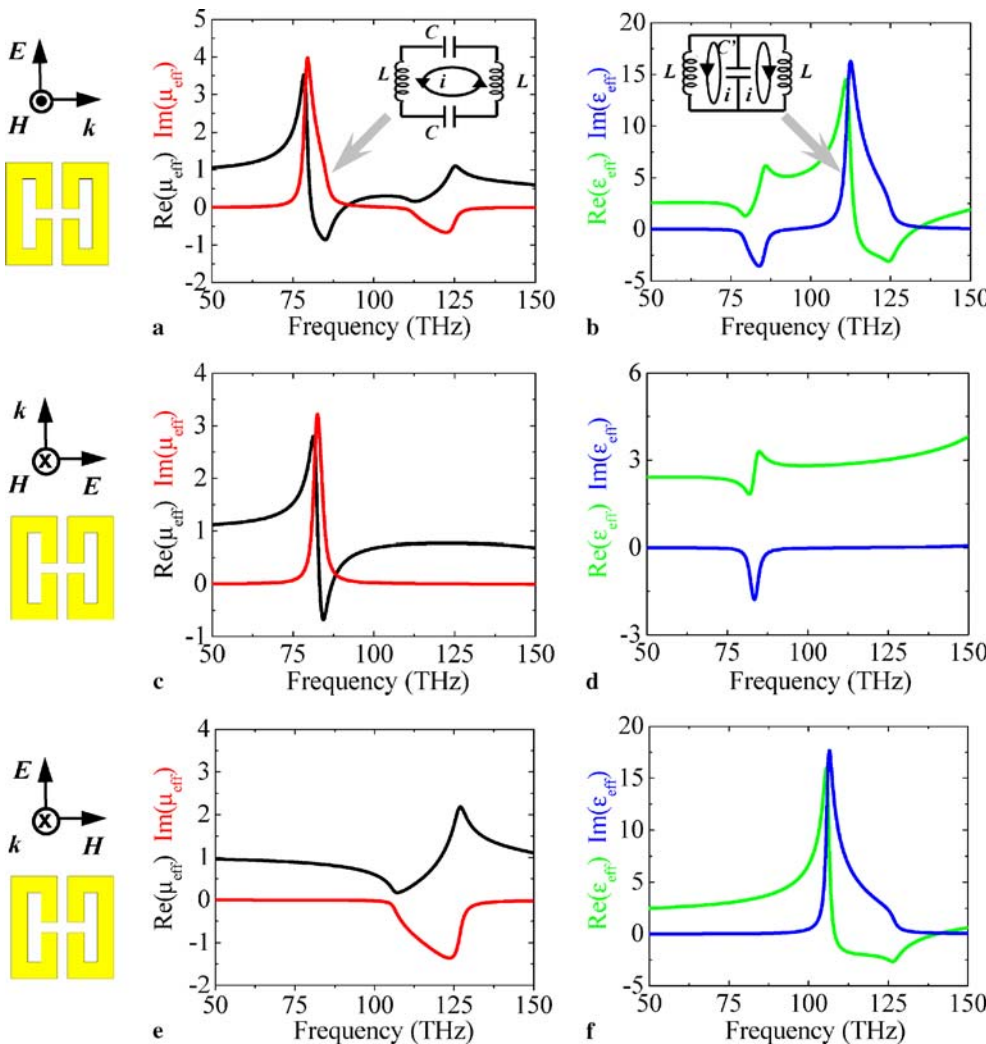 E
H
k
Re(μeff) Im(μeff)
5
4
3
2
1
0
-1
-2
50 75 100 125 150
Frequency (THz)
a
C
L
i
L
C
Re(εeff) Im(εeff)
20
15
10
5
0
-5
50 75 100 125 150
Frequency (THz)
b
C'
L
i
i
L
k
H
E
Re(μeff) Im(μeff)
4
3
2
1
0
-1
50 75 100 125 150
Frequency (THz)
c
Re(εeff) Im(εeff)
6
3
0
-3
50 75 100 125 150
Frequency (THz)
d
E
k
H
Re(μeff) Im(μeff)
4
3
2
1
0
-1
-2
50 75 100 125 150
Frequency (THz)
e
Re(εeff) Im(εeff)
20
15
10
5
0
-5
50 75 100 125 150
Frequency (THz)
f